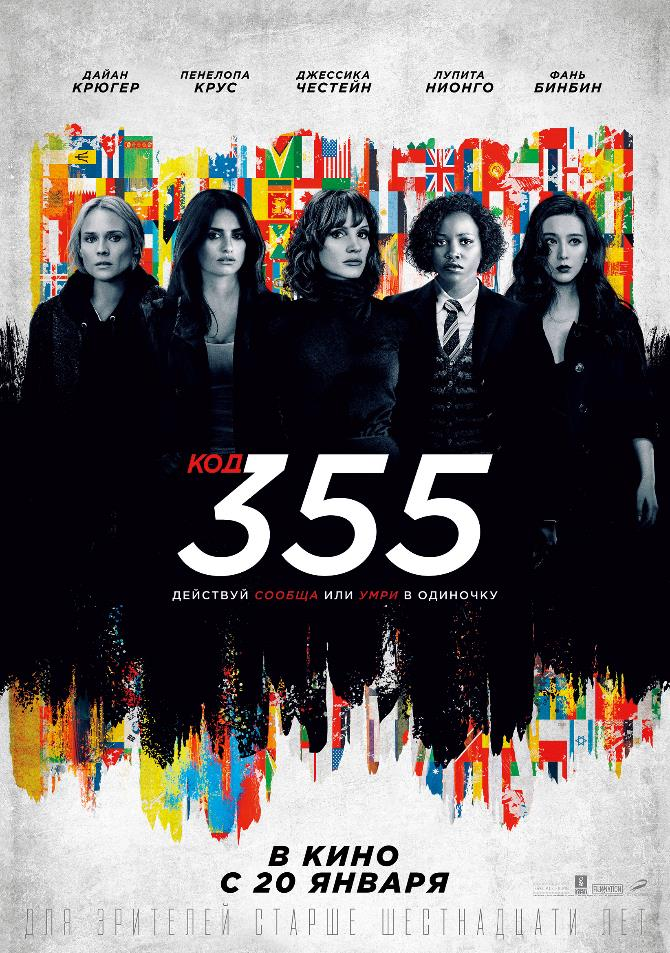 ДАЙАН ПЕНЕЛОПА ДЖЕССИКА ЛУПИТА ФАНЬ
КРЮГЕР КРУС ЧЕСТЕЙН НИОНГО БИНБИН
КОД
355
ДЕЙСТВУЙ СООБЩА ИЛИ УМРИ В ОДИНОЧКУ
В КИНО
С 20 ЯНВАРЯ
FILMNATION
ДЛЯ ЗРИТЕЛЕЙ СТАРШЕ ШЕСТНАДЦАТИ ЛЕТ